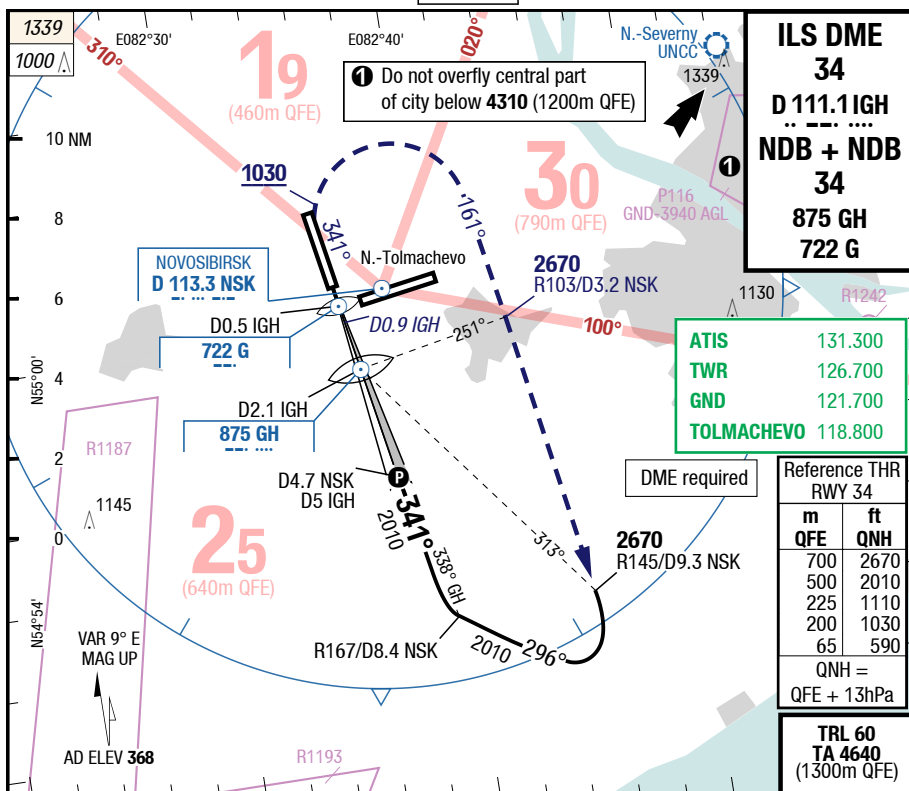 1339
1000
E082°30'
E082°40'
310°
020°
19
(460m QFE)
1 Do not overfly central part
of city below 4310 (1200m QFE)
N.-Severny
UNCC
1339
ILS DME
34
D 111.1 IGH
.. --. ....
NDB + NDB
34
875 GH
722 G
10 NM
8
6
4
2
0
1030
341°
30
(790m QFE)
161°
1
P116
GND-3940 AGL
NOVOSIBIRSK
D 113.3 NSK
-. ... -.-
N.-Tolmachevo
2670
R103/D3.2 NSK
1130
R1242
D0.5 IGH
D0.9 IGH
251°
100°
722 G
--.
N55°00'
D2.1 IGH
875 GH
--. ....
ATIS 131.300
TWR 126.700
GND 121.700
TOLMACHEVO 118.800
R1187
1145
D4.7 NSK
D5 IGH
P
DME required
Reference THR
RWY 34
m ft
QFE QNH
700 2670
500 2010
225 1110
200 1030
65 590
QNH =
QFE + 13hPa
25
(640m QFE)
341°
2010
338° GH
313°
2670
R145/D9.3 NSK
N54°54'
R167/D8.4 NSK
2010
296°
VAR 9° E
MAG UP
AD ELEV 368
R1193
TRL 60
TA 4640
(1300m QFE)